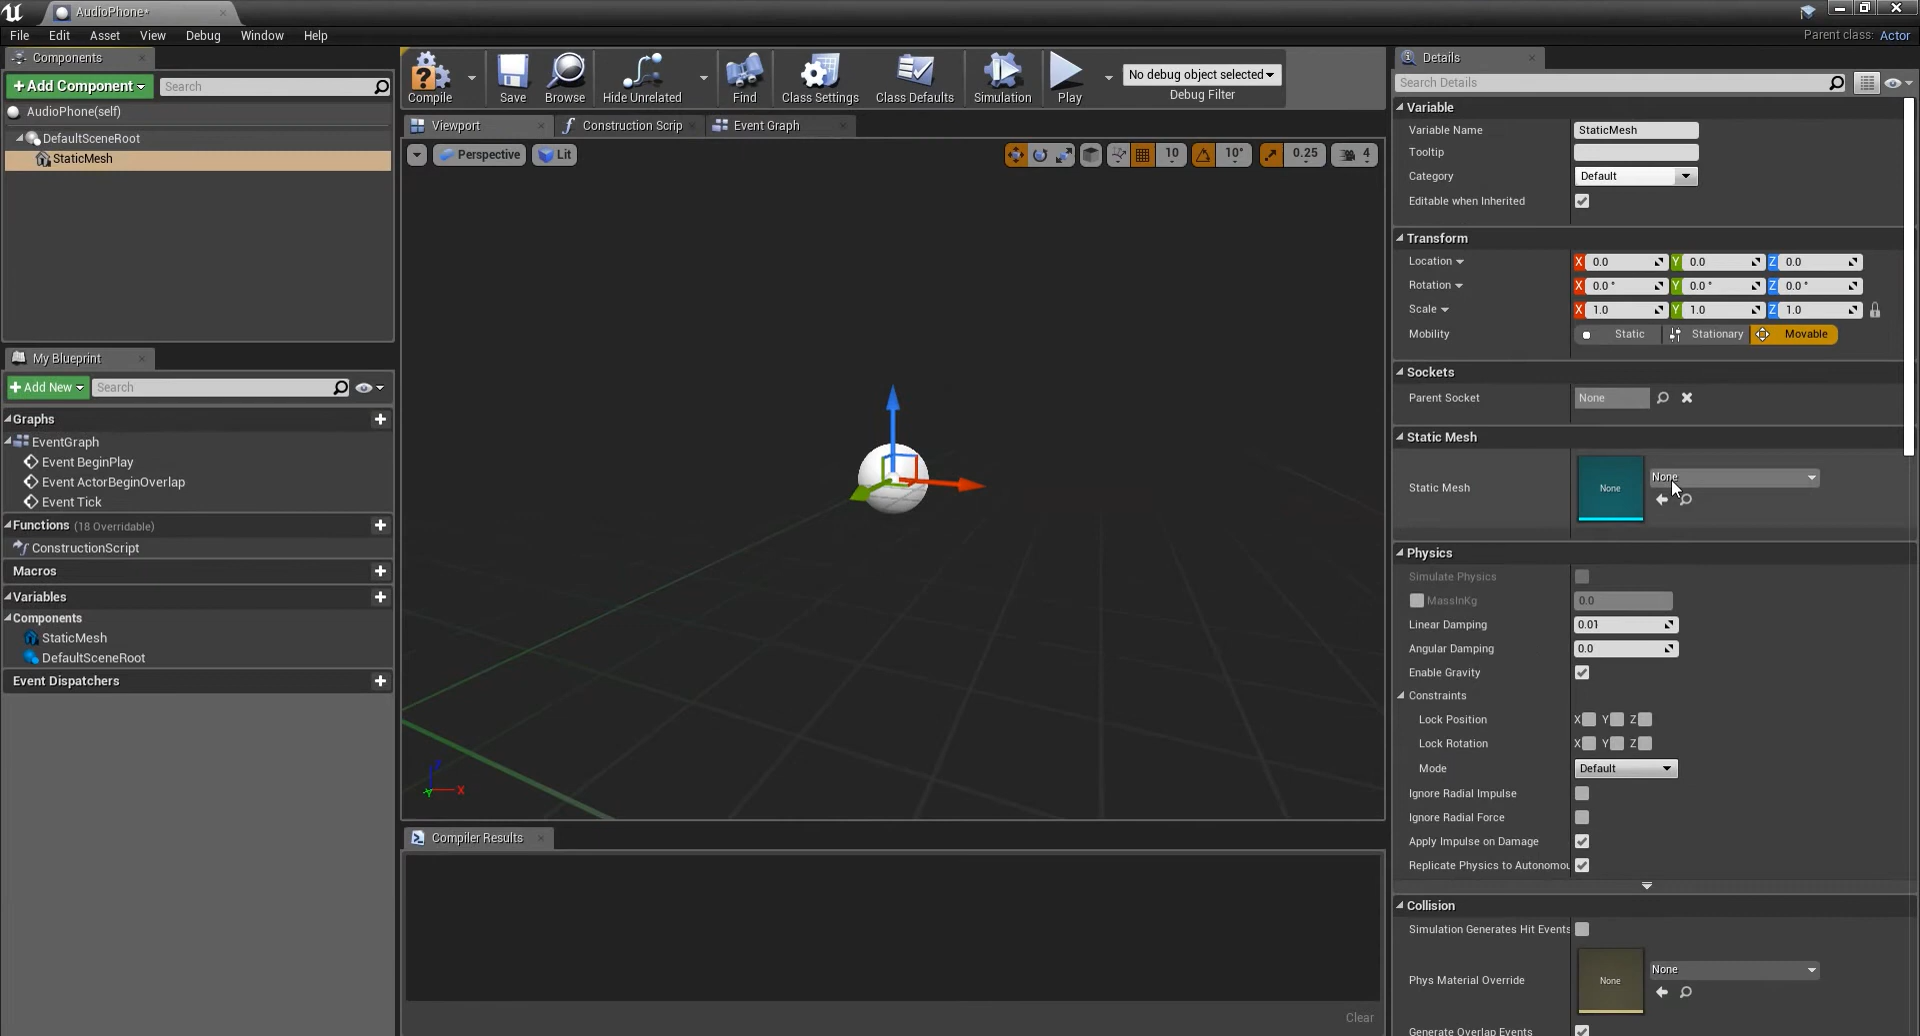 AudioPhone*
File Edit Asset View Debug Window Help
Parent class: Actor
Components
+Add Component
Search
AudioPhone(self)
DefaultSceneRoot
StaticMesh
My Blueprint
+Add New
Search
Graphs
EventGraph
Event BeginPlay
Event ActorBeginOverlap
Event Tick
Functions (18 Overridable)
ConstructionScript
Macros
Variables
Components
StaticMesh
DefaultSceneRoot
Event Dispatchers
Compile Save Browse Hide Unrelated Find Class Settings Class Defaults Simulation Play
No debug object selected
Debug Filter
Viewport Construction Scrip Event Graph
Perspective Lit 10 10° 0.25 4
Z
X
Y
Compiler Results
Clear
Details
Search Details
Variable
Variable Name StaticMesh
Tooltip
Category Default
Editable when Inherited
Transform
Location X 0.0 Y 0.0 Z 0.0
Rotation X 0.0 ° Y 0.0 ° Z 0.0 °
Scale X 1.0 Y 1.0 Z 1.0
Mobility Static Stationary Movable
Sockets
Parent Socket None
Static Mesh
Static Mesh None None
Physics
Simulate Physics
MassInKg 0.0
Linear Damping 0.01
Angular Damping 0.0
Enable Gravity
Constraints
Lock Position X Y Z
Lock Rotation X Y Z
Mode Default
Ignore Radial Impulse
Ignore Radial Force
Apply Impulse on Damage
Replicate Physics to Autonomou
Collision
Simulation Generates Hit Events
Phys Material Override None None
Generate Overlap Events